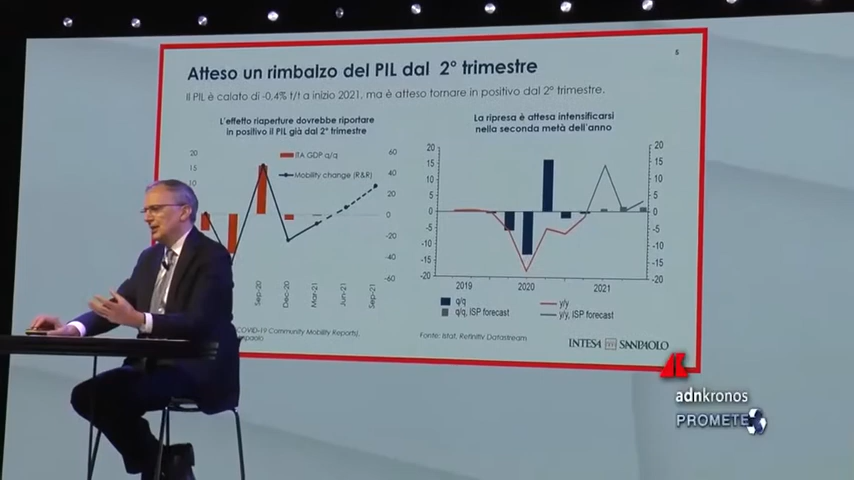 5
Atteso un rimbalzo del PIL dal 2° trimestre
Il PIL è calato di -0,4% t/t a inizio 2021, ma è atteso tornare in positivo dal 2° trimestre.
L'effetto riaperture dovrebbe riportare
in positivo il PIL già dal 2° trimestre
20
15
10
60
40
20
0
-20
-40
-60
ITA GDP q/q
Mobility change (R&R)
Sep-20
Dec-20
Mar-21
Jun-21
Sep-21
COVID-19 Community Mobility Reports),
La ripresa è attesa intensificarsi
nella seconda metà dell'anno
20
15
10
5
0
-5
-10
-15
-20
20
15
10
5
0
-5
-10
-15
-20
2019 2020 2021
q/q
q/q, ISP forecast
y/y
y/y, ISP forecast
Fonte: Istat, Refinitiv Datastream
INTESA SANPAOLO
adnkronos
PROMETEO